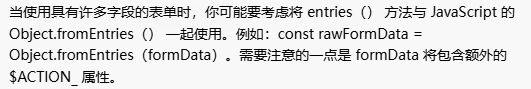 当使用具有许多字段的表单时，你可能要考虑将 entries（） 方法与 JavaScript 的
Object.fromEntries（） 一起使用。例如：const rawFormData =
Object.fromEntries（formData）。需要注意的一点是 formData 将包含额外的
$ACTION_ 属性。